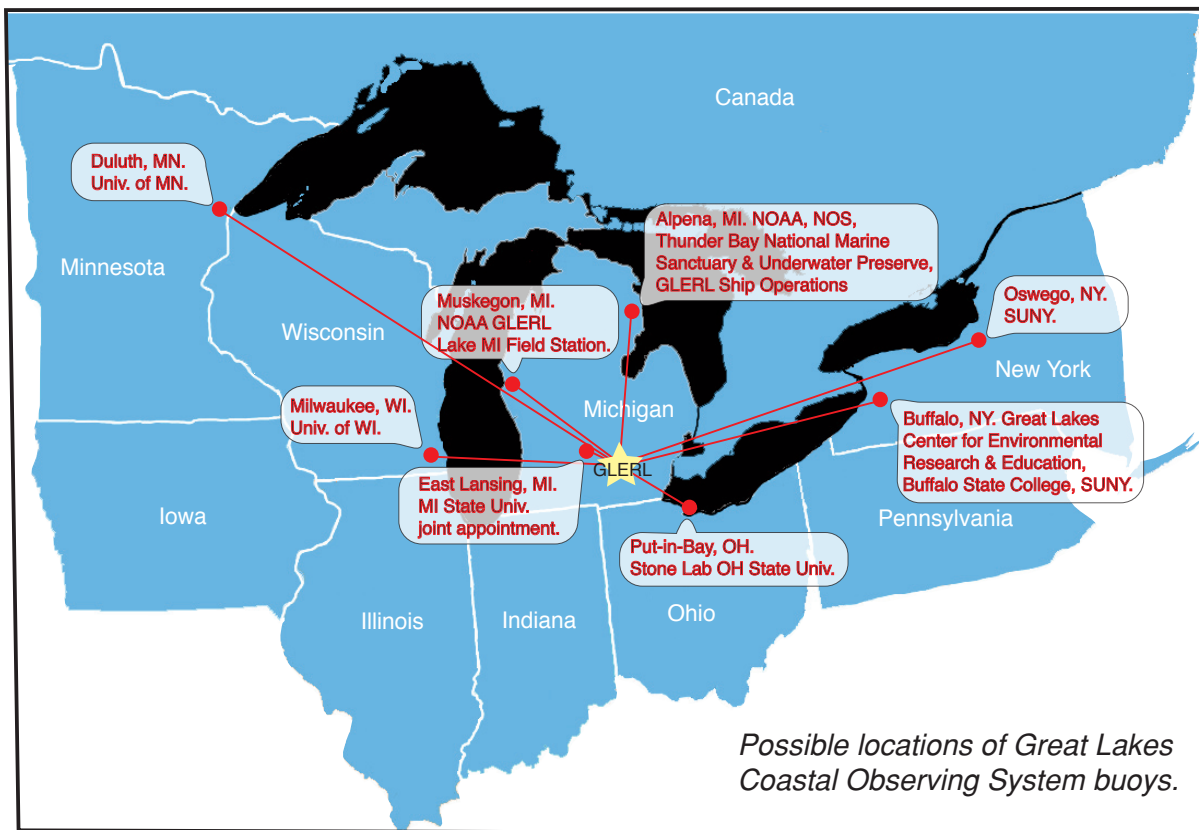 Canada
Duluth, MN.
Univ. of MN.
Minnesota
Alpena, MI. NOAA, NOS,
Thunder Bay National Marine
Sanctuary & Underwater Preserve,
GLERL Ship Operations
Wisconsin
Muskegon, MI.
NOAA GLERL
Lake MI Field Station.
Oswego, NY.
SUNY.
New York
Michigan
Milwaukee, WI.
Univ. of WI.
Buffalo, NY. Great Lakes
Center for Environmental
Research & Education,
Buffalo State College, SUNY.
GLERL
East Lansing, MI.
MI State Univ.
joint appointment.
Iowa
Pennsylvania
Put-in-Bay, OH.
Stone Lab OH State Univ.
Illinois
Indiana
Ohio
Possible locations of Great Lakes
Coastal Observing System buoys.